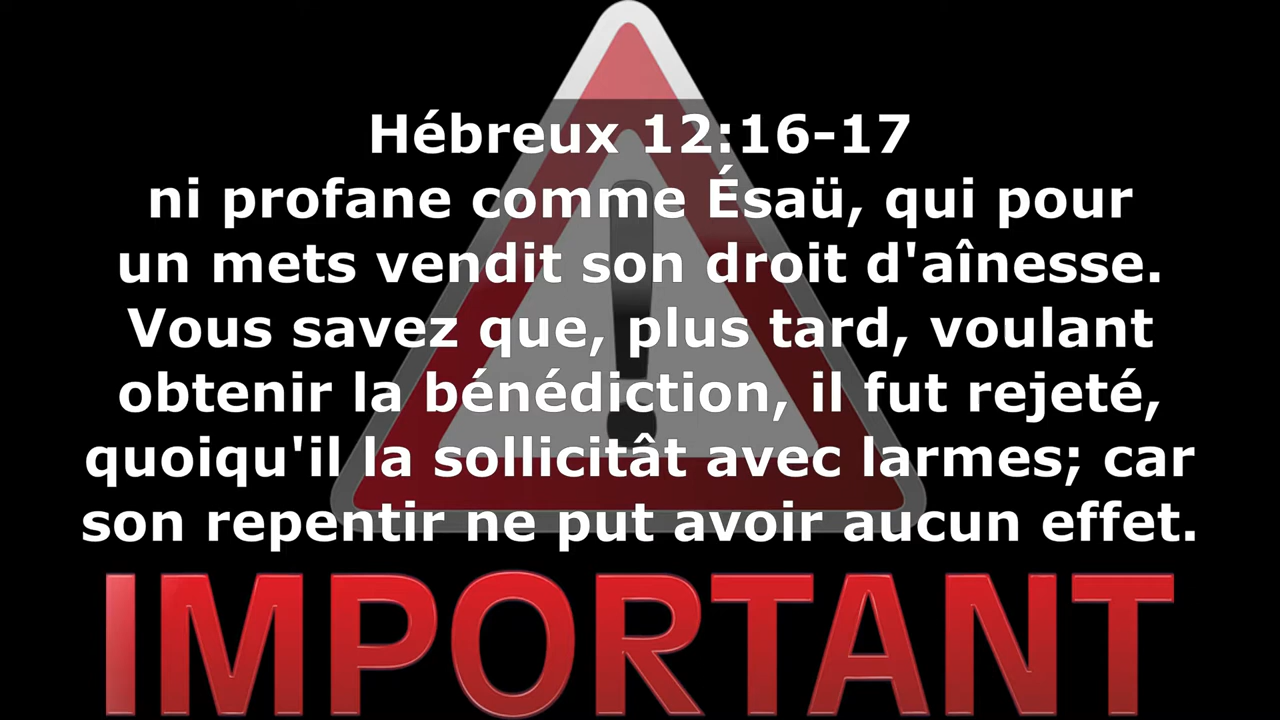 Hébreux 12:16-17
ni profane comme Ésaü, qui pour
un mets vendit son droit d'aînesse.
Vous savez que, plus tard, voulant
obtenir la bénédiction, il fut rejeté,
quoiqu'il la sollicitât avec larmes; car
son repentir ne put avoir aucun effet.
IMPORTANT